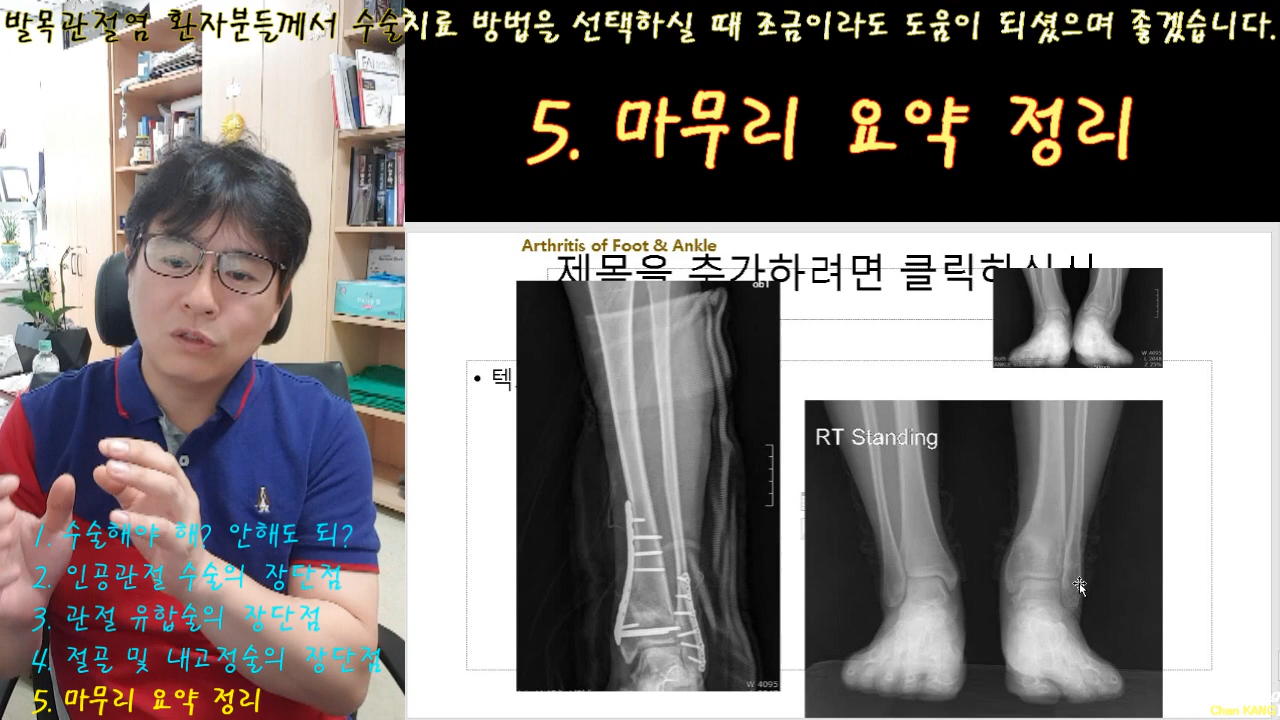 발목관절염 환자분들께서 수술치료 방법을 선택하실 때 조금이라도 도움이 되셨으며 좋겠습니다.
5. 마무리 요약 정리
Arthritis of Foot & Ankle
제목을 추가하려면 클릭하십시
• 텍
RT Standing
W 4095
W 4095
L 2048
Z 25%
1. 수술해야 해? 안해도 되?
2. 인공관절 수술의 장단점
3. 관절 유합술의 장단점
4. 절골 및 내고정술의 장단점
5. 마무리 요약 정리